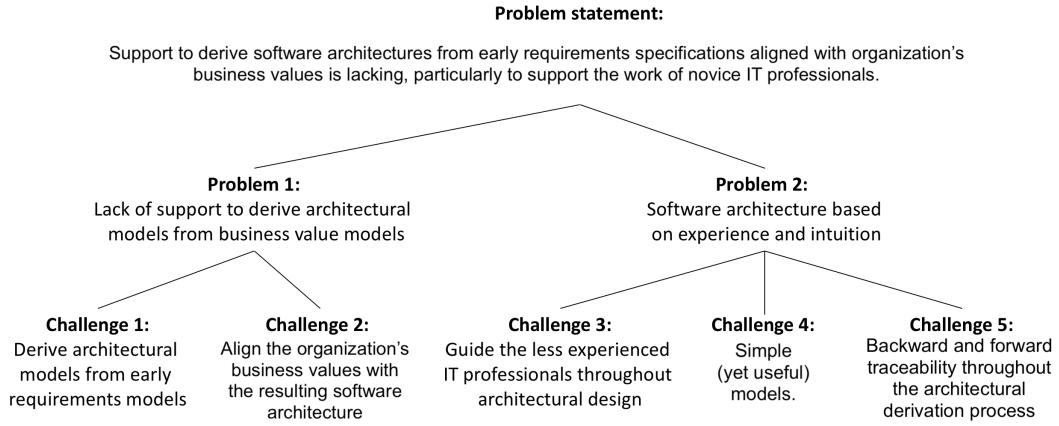 Problem statement:
Support to derive software architectures from early requirements specifications aligned with organization's
business values is lacking, particularly to support the work of novice IT professionals.
Problem 1:
Lack of support to derive architectural
models from business value models
Problem 2:
Software architecture based
on experience and intuition
Challenge 1:
Derive architectural
models from early
requirements models
Challenge 2:
Align the organization's
business values with
the resulting software
architecture
Challenge 3:
Guide the less experienced
IT professionals throughout
architectural design
Challenge 4:
Simple
(yet useful)
models.
Challenge 5:
Backward and forward
traceability throughout
the architectural
derivation process